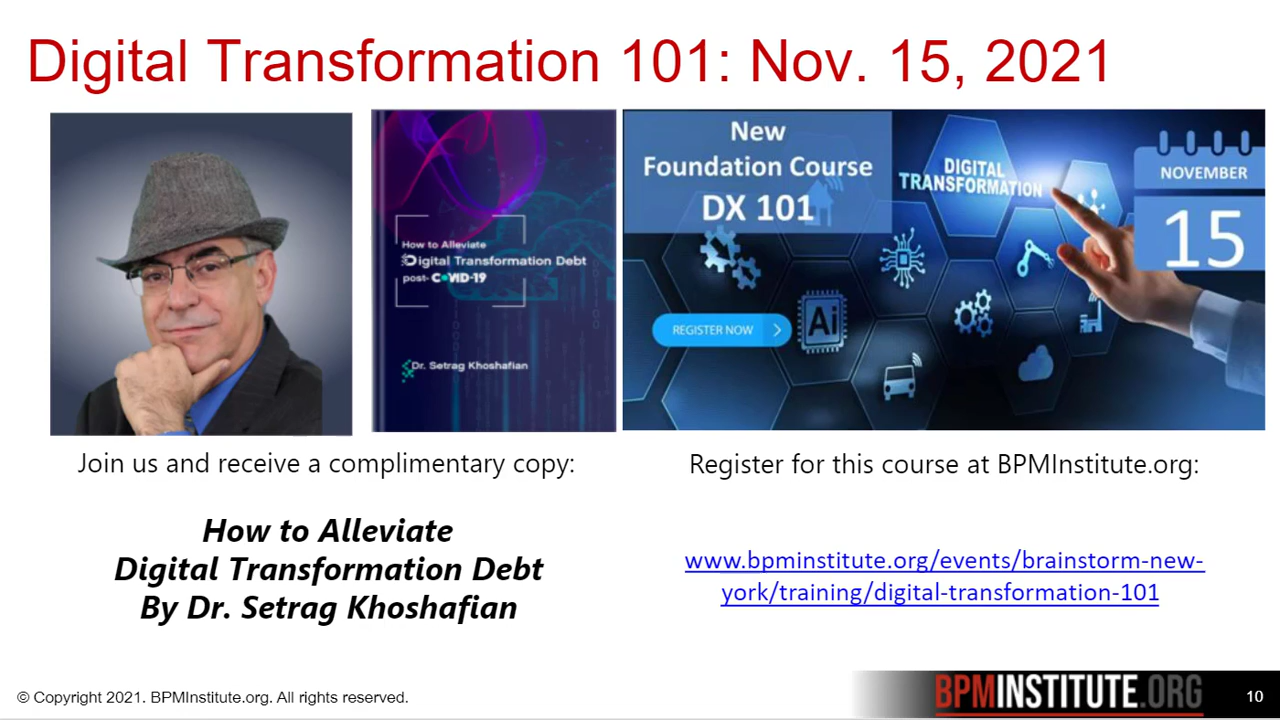 Digital Transformation 101: Nov. 15, 2021
How to Alleviate
Digital Transformation Debt
post-COVID-19
Dr. Setrag Khoshafian
New
Foundation Course
DX 101
REGISTER NOW
DIGITAL
TRANSFORMATION
Ai
NOVEMBER
15
Join us and receive a complimentary copy:
How to Alleviate
Digital Transformation Debt
By Dr. Setrag Khoshafian
Register for this course at BPMInstitute.org:
www.bpminstitute.org/events/brainstorm-new-
york/training/digital-transformation-101
© Copyright 2021. BPMInstitute.org. All rights reserved.
BPMINSTITUTE.ORG
10